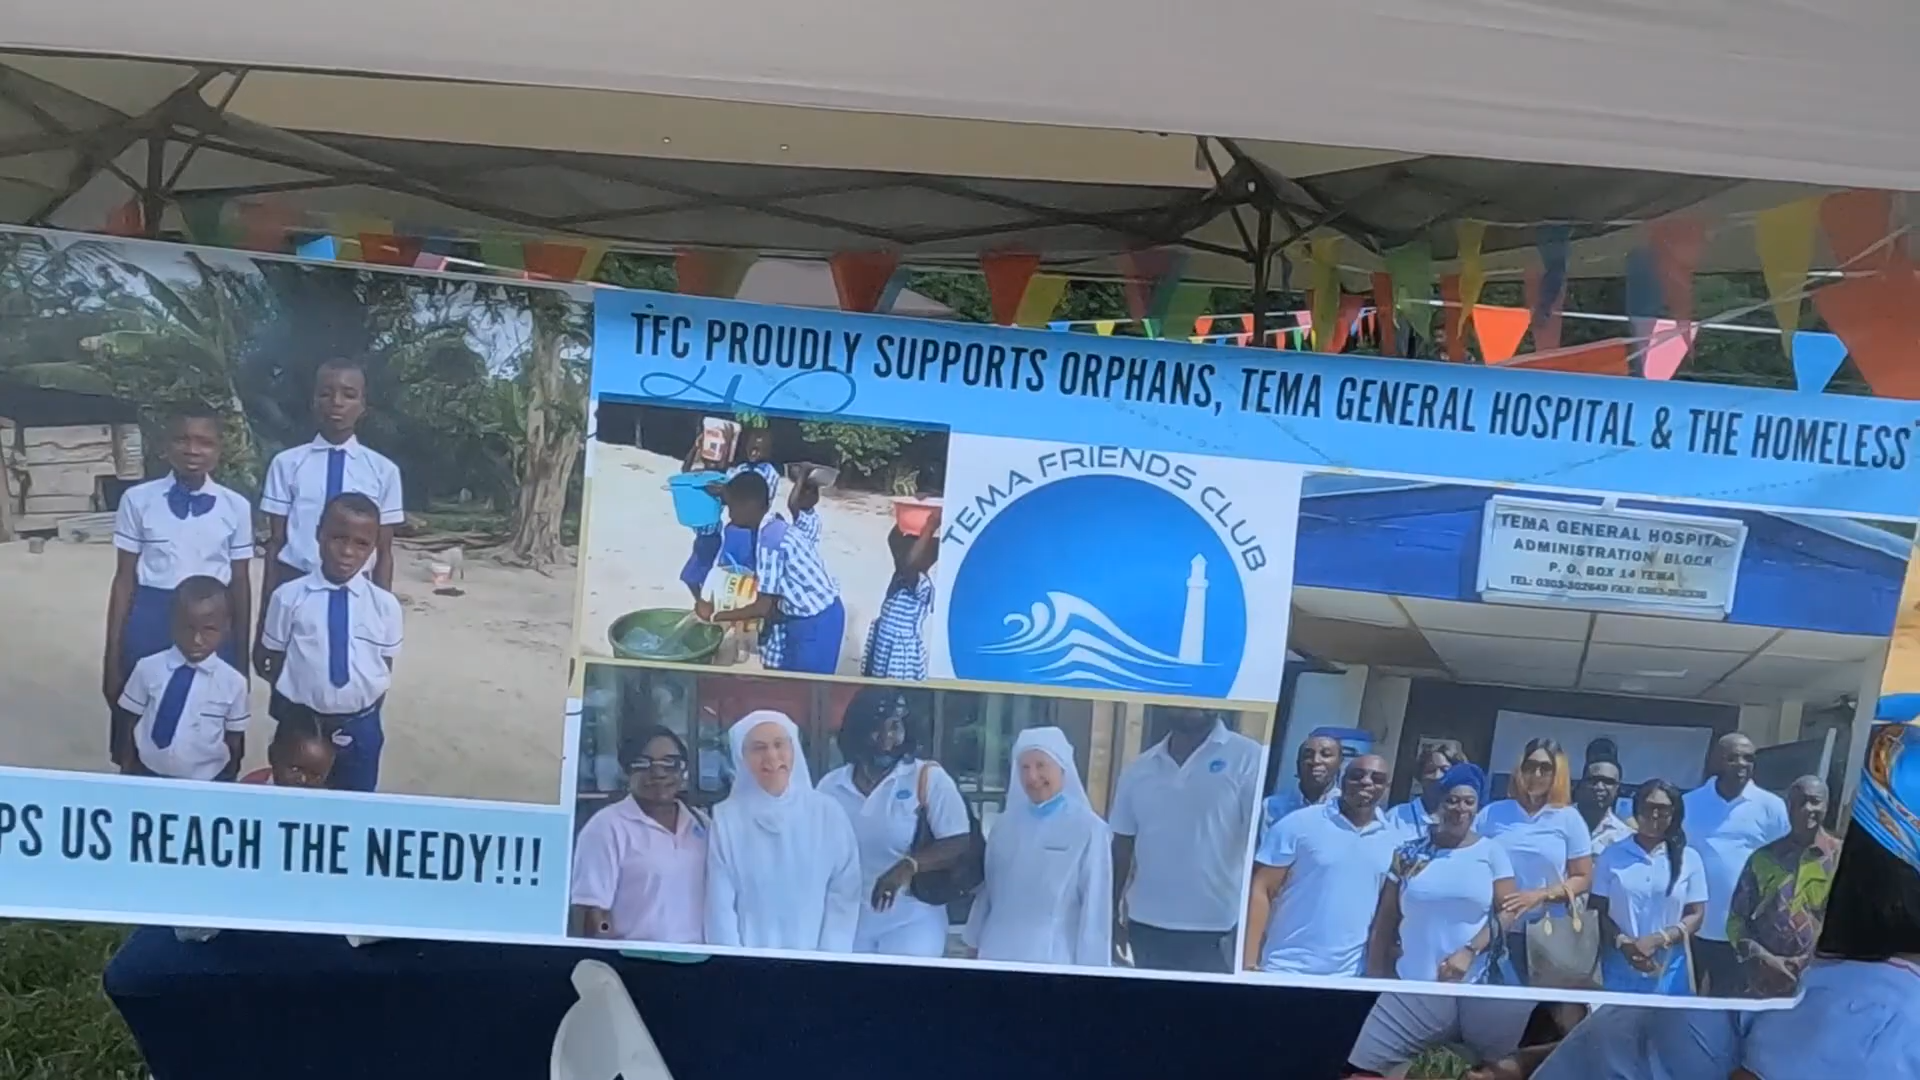 TFC PROUDLY SUPPORTS ORPHANS, TEMA GENERAL HOSPITAL & THE HOMELESS
TEMA FRIENDS CLUB
TEMA GENERAL HOSPITAL
ADMINISTRATION BLOCK
P. O. BOX 14 TEMA
PS US REACH THE NEEDY!!!